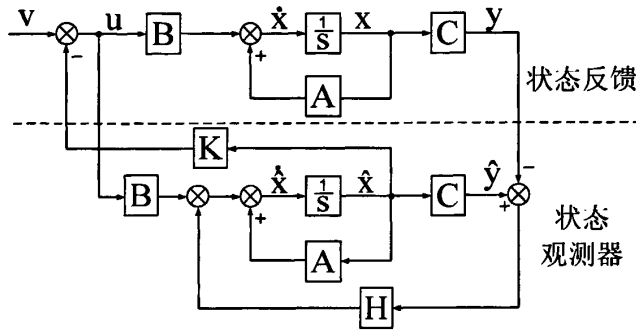 v − u B + ẋ 1/s x C y
A
状态反馈
K
B + ẋ̂ 1/s x̂ C ŷ + −
A
状态
观测器
H